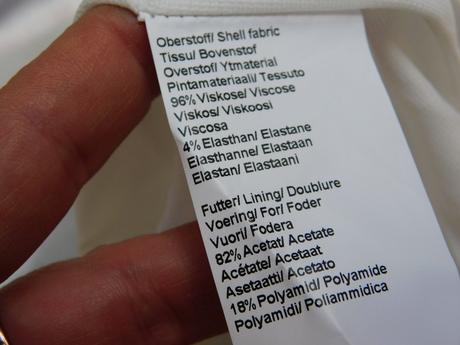 Oberstoff/ Shell fabric
Tissu/ Bovenstof
Overstof/ Ytmaterial
Pintamateriaali/ Tessuto
96% Viskose/ Viscose
Viskos/ Viskoosi
Viscosa
4% Elasthan/ Elastane
Elasthanne/ Elastaan
Elastan/ Elastaani
Futter/ Lining/ Doublure
Voering/ For/ Foder
Vuori/ Fodera
82% Acetat/ Acetate
Acétate/ Acetaat
Asetaatti/ Acetato
18% Polyamid/ Polyamide
Polyamidi/ Poliammidica